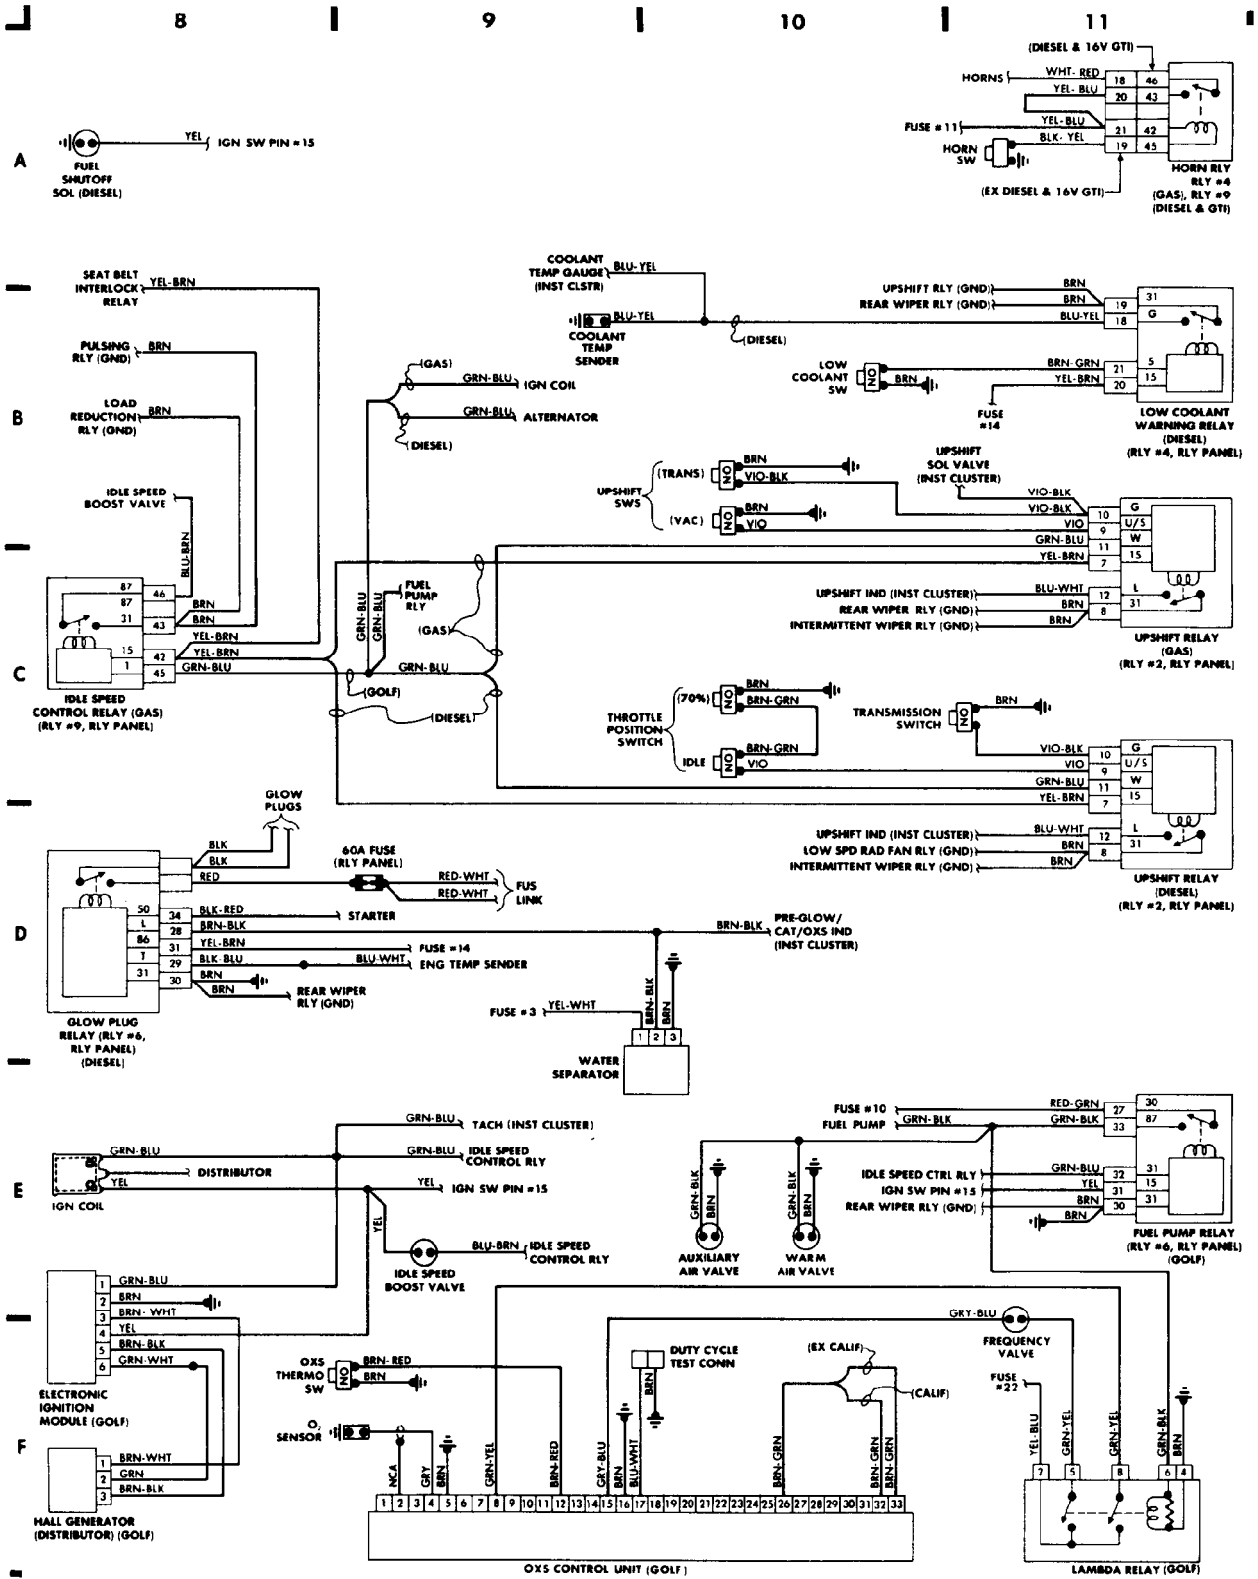 8
9
10
11
A
B
C
D
E
F
(DIESEL & 16V GTI)
HORNS
WHT- RED
18
46
YEL- BLU
20
43
FUSE #11
YEL-BLU
21
42
BLK- YEL
19
45
HORN
SW
(EX DIESEL & 16V GTI)
HORN RLY
RLY #4
(GAS), RLY #9
(DIESEL & GTI)
YEL
IGN SW PIN #15
FUEL
SHUTOFF
SOL (DIESEL)
SEAT BELT
INTERLOCK
RELAY
YEL-BRN
PULSING
RLY (GND)
BRN
LOAD
REDUCTION
RLY (GND)
BRN
IDLE SPEED
BOOST VALVE
BLU-BRN
COOLANT
TEMP GAUGE
(INST CLSTR)
BLU-YEL
BLU-YEL
COOLANT
TEMP
SENDER
(DIESEL)
UPSHIFT RLY (GND)
BRN
REAR WIPER RLY (GND)
BRN
BLU-YEL
19
31
18
G
LOW
COOLANT
SW
NO
BRN
BRN-GRN
YEL-BRN
21
5
20
15
FUSE
#14
LOW COOLANT
WARNING RELAY
(DIESEL)
(RLY #4, RLY PANEL)
(GAS)
GRN-BLU
IGN COIL
GRN-BLU
ALTERNATOR
(DIESEL)
UPSHIFT
SWS
(TRANS)
NO
BRN
VIO-BLK
(VAC)
NO
BRN
VIO
UPSHIFT
SOL VALVE
(INST CLUSTER)
VIO-BLK
VIO-BLK
VIO
GRN-BLU
YEL-BRN
10
G
9
U/S
11
W
7
15
UPSHIFT IND (INST CLUSTER)
BLU-WHT
REAR WIPER RLY (GND)
BRN
INTERMITTENT WIPER RLY (GND)
BRN
12
L
8
31
UPSHIFT RELAY
(GAS)
(RLY #2, RLY PANEL)
87
46
87
31
43
BRN
BRN
15
42
YEL-BRN
YEL-BRN
1
45
GRN-BLU
IDLE SPEED
CONTROL RELAY (GAS)
(RLY #9, RLY PANEL)
GRN-BLU
GRN-BLU
FUEL
PUMP
RLY
(GAS)
GRN-BLU
(GOLF)
(DIESEL)
THROTTLE
POSITION
SWITCH
(70%)
NO
BRN
BRN-GRN
IDLE
NO
BRN-GRN
VIO
TRANSMISSION
SWITCH
NO
BRN
VIO-BLK
VIO
GRN-BLU
YEL-BRN
10
G
9
U/S
11
W
7
15
UPSHIFT IND (INST CLUSTER)
BLU-WHT
LOW SPD RAD FAN RLY (GND)
BRN
INTERMITTENT WIPER RLY (GND)
BRN
12
L
8
31
UPSHIFT RELAY
(DIESEL)
(RLY #2, RLY PANEL)
GLOW
PLUGS
BLK
BLK
RED
60A FUSE
(RLY PANEL)
RED-WHT
RED-WHT
FUS
LINK
50
34
BLK-RED
STARTER
L
28
BRN-BLK
BRN-BLK
PRE-GLOW/
CAT/OXS IND
(INST CLUSTER)
86
31
YEL-BRN
FUSE #14
T
29
BLK-BLU
BLU-WHT
ENG TEMP SENDER
31
30
BRN
BRN
REAR WIPER
RLY (GND)
GLOW PLUG
RELAY (RLY #6,
RLY PANEL)
(DIESEL)
FUSE #3
YEL-WHT
BRN-BLK
BRN
1
2
3
WATER
SEPARATOR
GRN-BLU
TACH (INST CLUSTER)
GRN-BLU
GRN-BLU
IDLE SPEED
CONTROL RLY
DISTRIBUTOR
YEL
YEL
IGN SW PIN #15
IGN COIL
YEL
BLU-BRN
IDLE SPEED
CONTROL RLY
IDLE SPEED
BOOST VALVE
FUSE #10
RED-GRN
FUEL PUMP
GRN-BLK
GRN-BLK
27
30
33
87
IDLE SPEED CTRL RLY
GRN-BLU
IGN SW PIN #15
YEL
REAR WIPER RLY (GND)
BRN
BRN
32
31
31
15
30
31
FUEL PUMP RELAY
(RLY #6, RLY PANEL)
(GOLF)
GRN-BLK
BRN
AUXILIARY
AIR VALVE
GRN-BLK
BRN
WARM
AIR VALVE
1
GRN-BLU
2
BRN
3
BRN- WHT
4
YEL
5
BRN-BLK
6
GRN-WHT
ELECTRONIC
IGNITION
MODULE (GOLF)
1
BRN-WHT
2
GRN
3
BRN-BLK
HALL GENERATOR
(DISTRIBUTOR) (GOLF)
OXS
THERMO
SW
NO
BRN-RED
BRN
O2
SENSOR
NCA
GRY
BRN
GRN-YEL
BRN-RED
GRY-BLU
BRN
BLU-WHT
DUTY CYCLE
TEST CONN
BRN
(EX CALIF)
(CALIF)
BRN-GRN
BRN-GRN
BRN-GRN
GRY-BLU
FREQUENCY
VALVE
FUSE
#22
YEL-BLU
GRN-YEL
GRN-YEL
GRN-BLK
BRN
7
5
8
6
4
1 2 3 4 5 6 7 8 9 10 11 12 13 14 15 16 17 18 19 20 21 22 23 24 25 26 27 28 29 30 31 32 33
OXS CONTROL UNIT (GOLF)
LAMBDA RELAY (GOLF)